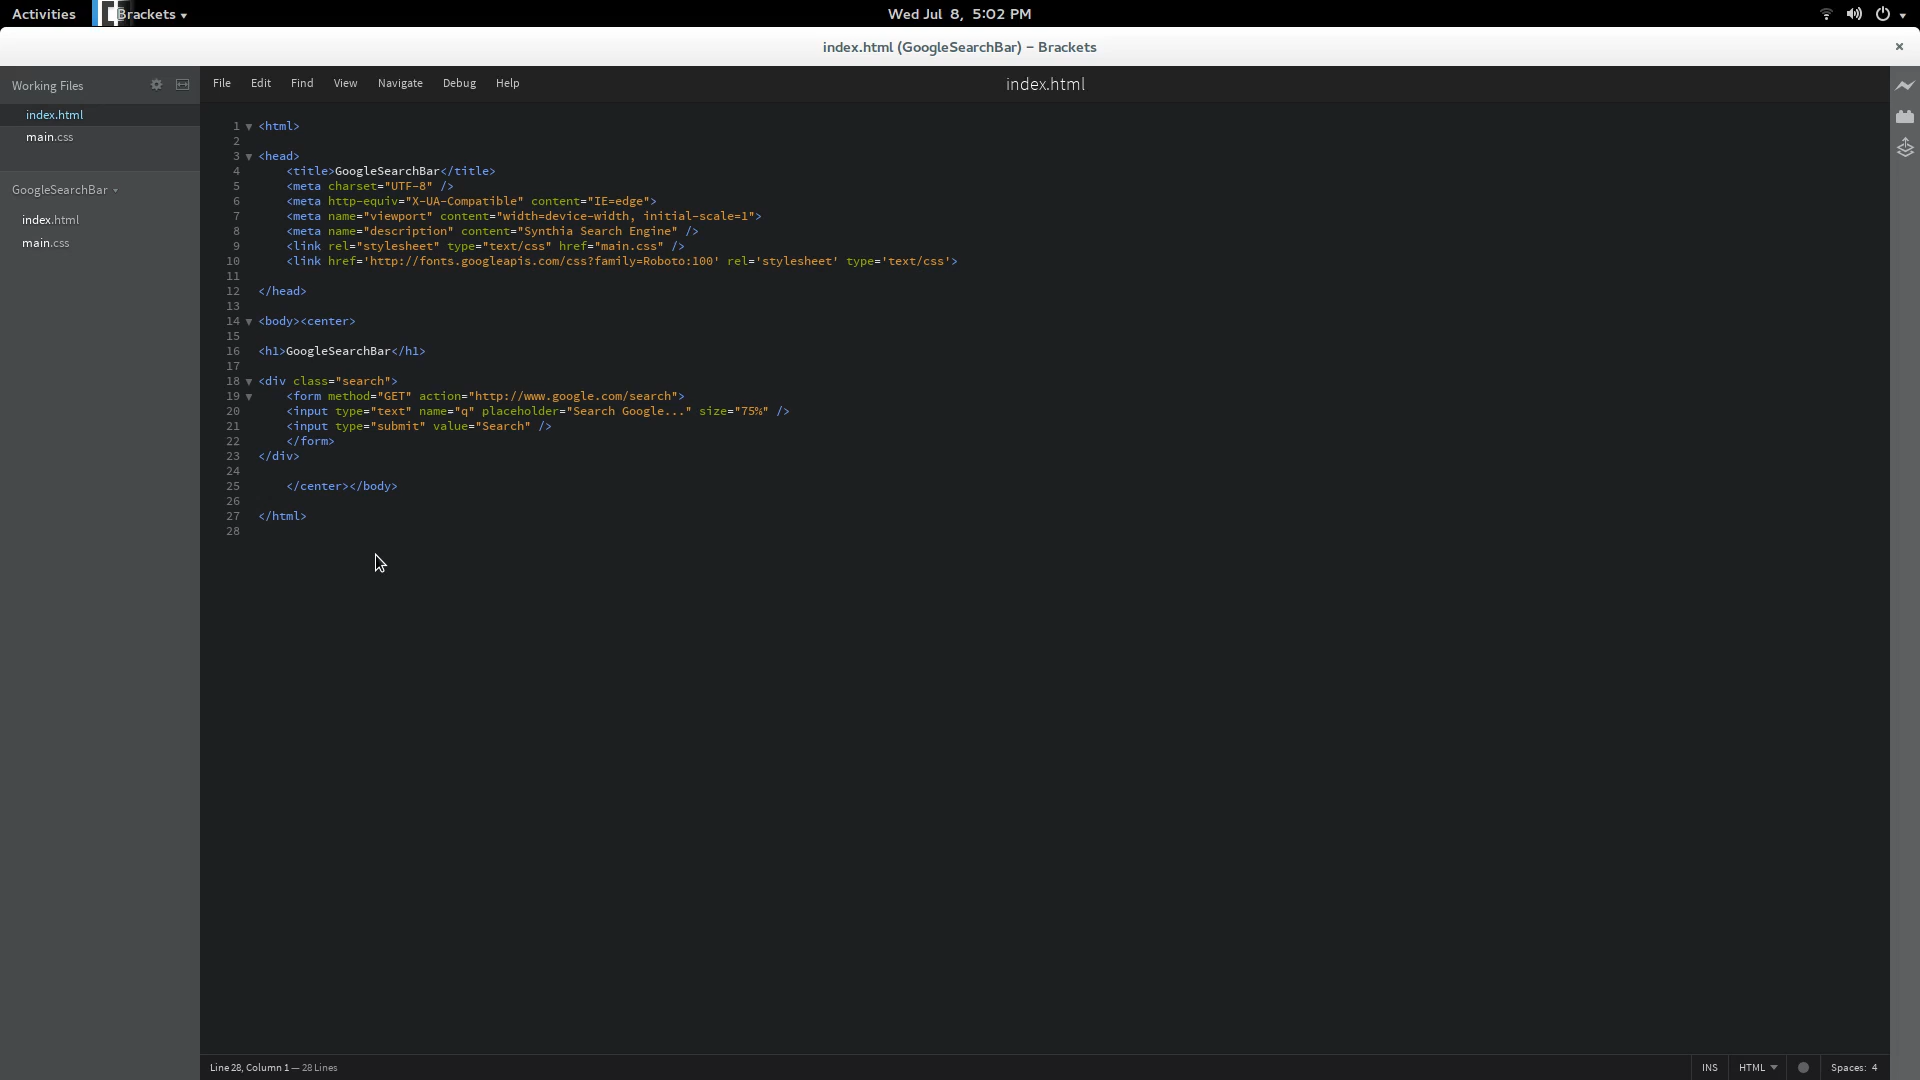 Activities
Brackets
Wed Jul 8, 5:02 PM
index.html (GoogleSearchBar) – Brackets
Working Files
index.html
main.css
GoogleSearchBar
index.html
main.css
File Edit Find View Navigate Debug Help
index.html
1 <html>
2
3 <head>
4     <title>GoogleSearchBar</title>
5     <meta charset="UTF-8" />
6     <meta http-equiv="X-UA-Compatible" content="IE=edge">
7     <meta name="viewport" content="width=device-width, initial-scale=1">
8     <meta name="description" content="Synthia Search Engine" />
9     <link rel="stylesheet" type="text/css" href="main.css" />
10     <link href='http://fonts.googleapis.com/css?family=Roboto:100' rel='stylesheet' type='text/css'>
11
12 </head>
13
14 <body><center>
15
16 <h1>GoogleSearchBar</h1>
17
18 <div class="search">
19     <form method="GET" action="http://www.google.com/search">
20     <input type="text" name="q" placeholder="Search Google..." size="75%" />
21     <input type="submit" value="Search" />
22     </form>
23 </div>
24
25     </center></body>
26
27 </html>
28
Line 28, Column 1 — 28 Lines
INS
HTML
Spaces: 4